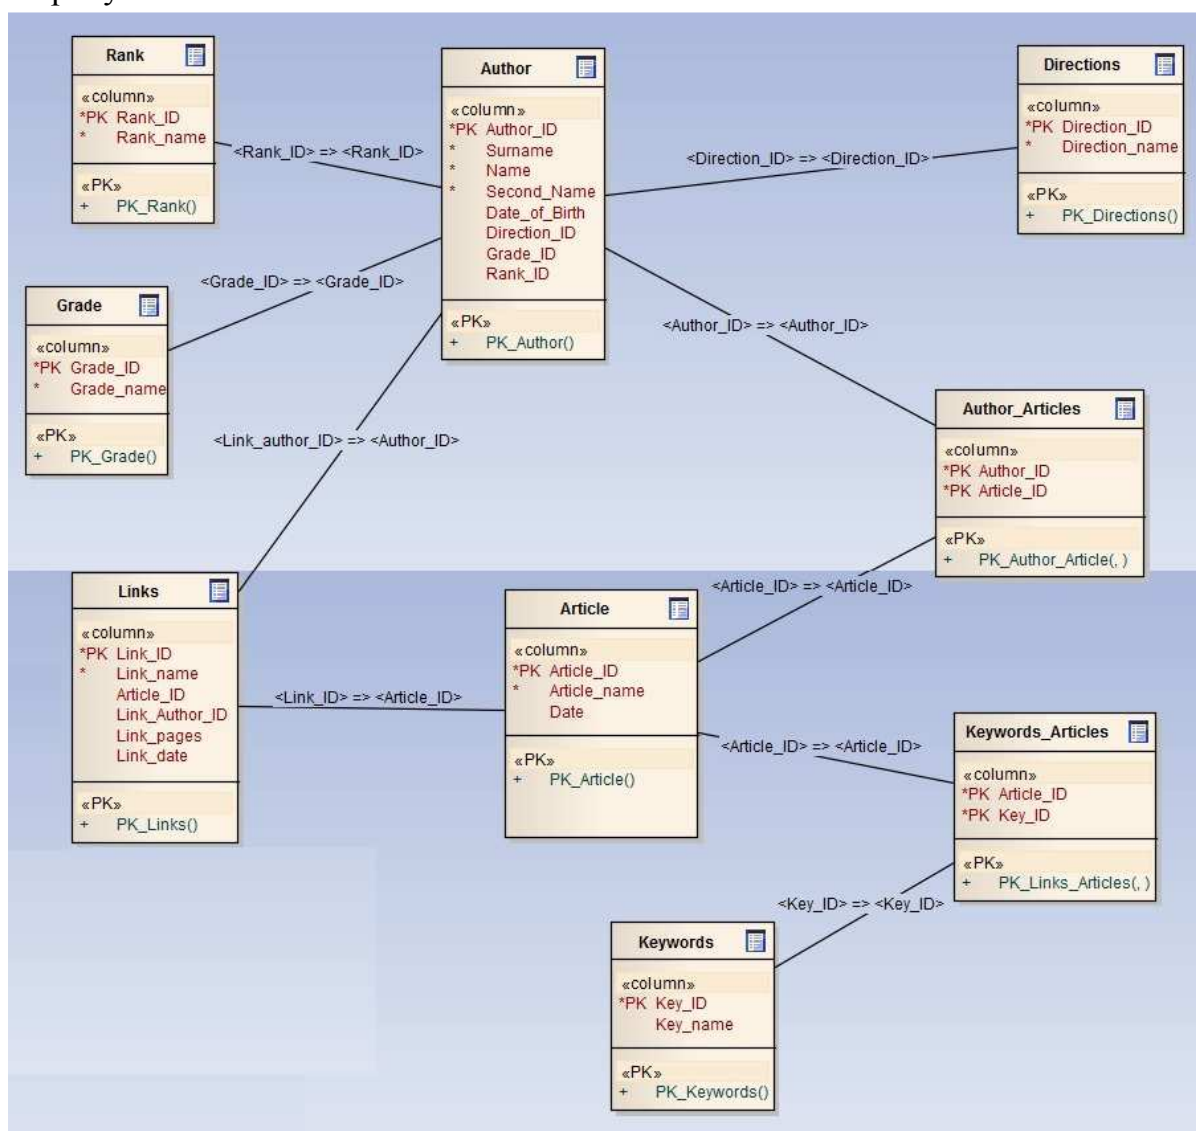 Rank
«column»
*PK Rank_ID
* Rank_name
«PK»
+ PK_Rank()
<Rank_ID> => <Rank_ID>
Author
«column»
*PK Author_ID
* Surname
* Name
* Second_Name
Date_of_Birth
Direction_ID
Grade_ID
Rank_ID
«PK»
+ PK_Author()
<Direction_ID> => <Direction_ID>
Directions
«column»
*PK Direction_ID
* Direction_name
«PK»
+ PK_Directions()
<Grade_ID> => <Grade_ID>
Grade
«column»
*PK Grade_ID
* Grade_name
«PK»
+ PK_Grade()
<Author_ID> => <Author_ID>
<Link_author_ID> => <Author_ID>
Author_Articles
«column»
*PK Author_ID
*PK Article_ID
«PK»
+ PK_Author_Article(, )
Links
«column»
*PK Link_ID
* Link_name
Article_ID
Link_Author_ID
Link_pages
Link_date
«PK»
+ PK_Links()
<Link_ID> => <Article_ID>
Article
«column»
*PK Article_ID
* Article_name
Date
«PK»
+ PK_Article()
<Article_ID> => <Article_ID>
<Article_ID> => <Article_ID>
Keywords_Articles
«column»
*PK Article_ID
*PK Key_ID
«PK»
+ PK_Links_Articles(, )
<Key_ID> => <Key_ID>
Keywords
«column»
*PK Key_ID
Key_name
«PK»
+ PK_Keywords()